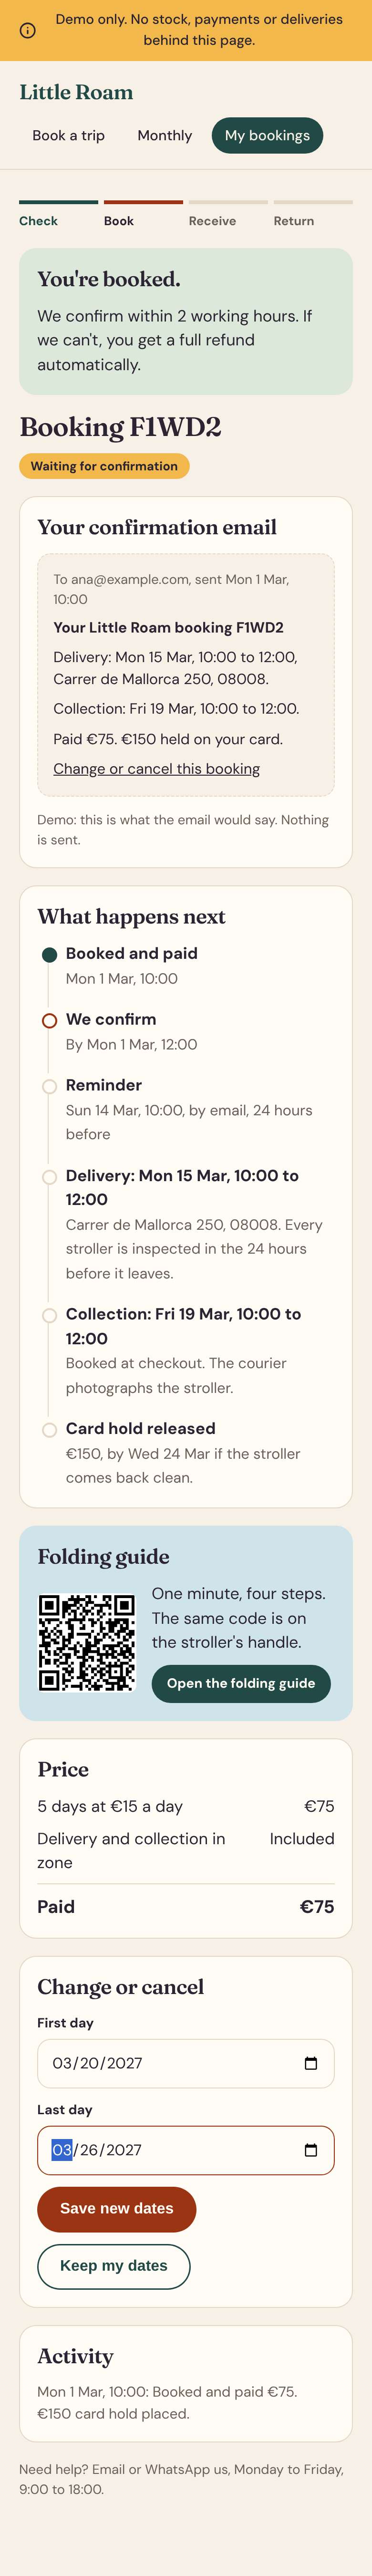 Demo only. No stock, payments or deliveries
behind this page.
Little Roam
Book a trip
Monthly
My bookings
Check
Book
Receive
Return
You're booked.
We confirm within 2 working hours. If
we can't, you get a full refund
automatically.
Booking F1WD2
Waiting for confirmation
Your confirmation email
To ana@example.com, sent Mon 1 Mar,
10:00
Your Little Roam booking F1WD2
Delivery: Mon 15 Mar, 10:00 to 12:00,
Carrer de Mallorca 250, 08008.
Collection: Fri 19 Mar, 10:00 to 12:00.
Paid €75. €150 held on your card.
Change or cancel this booking
Demo: this is what the email would say. Nothing
is sent.
What happens next
Booked and paid
Mon 1 Mar, 10:00
We confirm
By Mon 1 Mar, 12:00
Reminder
Sun 14 Mar, 10:00, by email, 24 hours
before
Delivery: Mon 15 Mar, 10:00 to
12:00
Carrer de Mallorca 250, 08008. Every
stroller is inspected in the 24 hours
before it leaves.
Collection: Fri 19 Mar, 10:00 to
12:00
Booked at checkout. The courier
photographs the stroller.
Card hold released
€150, by Wed 24 Mar if the stroller
comes back clean.
Folding guide
One minute, four steps.
The same code is on
the stroller's handle.
Open the folding guide
Price
5 days at €15 a day €75
Delivery and collection in Included
zone
Paid €75
Change or cancel
First day
03/20/2027
Last day
03/26/2027
Save new dates
Keep my dates
Activity
Mon 1 Mar, 10:00: Booked and paid €75.
€150 card hold placed.
Need help? Email or WhatsApp us, Monday to Friday,
9:00 to 18:00.